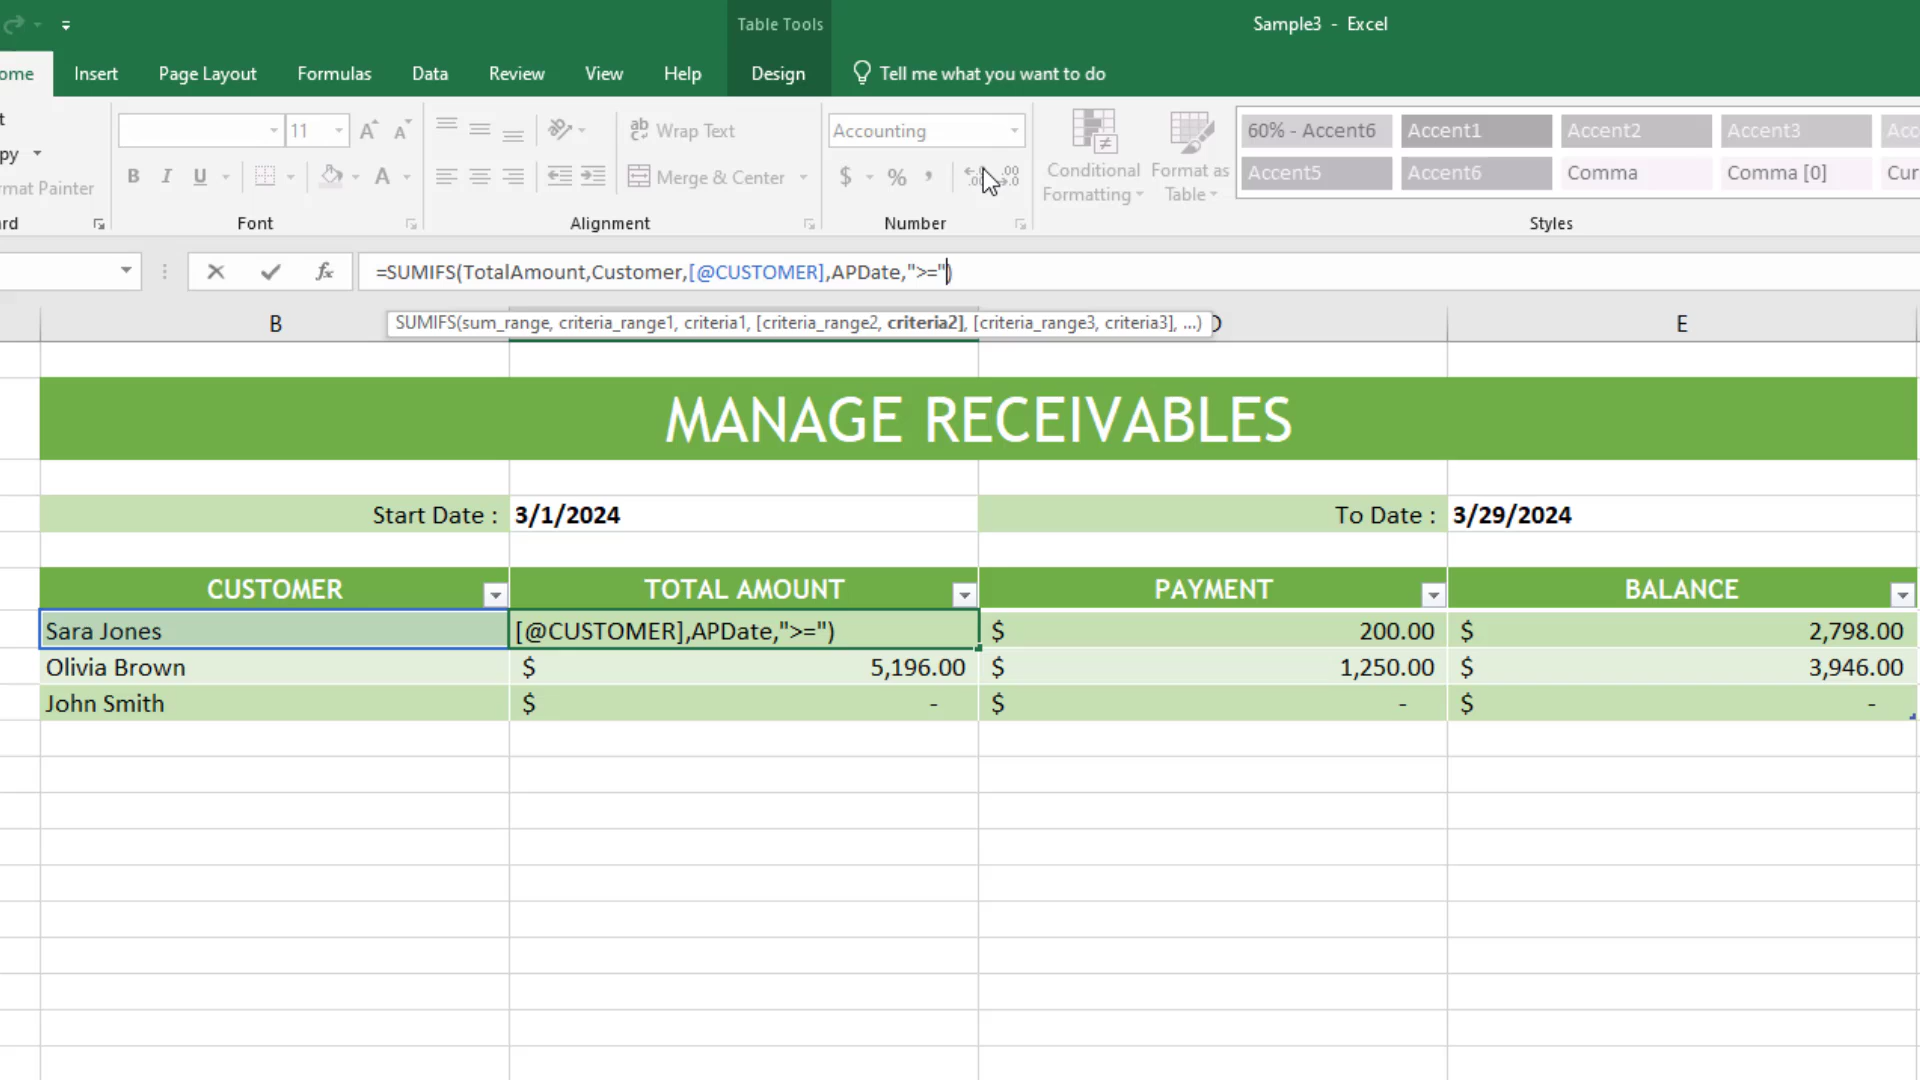 Table Tools
Sample3 - Excel
ome
Insert
Page Layout
Formulas
Data
Review
View
Help
Design
Tell me what you want to do
t
py
rmat Painter
rd
11
A A
B I U A
Font
ab Wrap Text
Merge & Center
Alignment
Accounting
$ % , .00
Number
Conditional Formatting
Format as Table
60% - Accent6
Accent1
Accent2
Accent3
Acc
Accent5
Accent6
Comma
Comma [0]
Cur
Styles
fx
=SUMIFS(TotalAmount,Customer,[@CUSTOMER],APDate,">=")
SUMIFS(sum_range, criteria_range1, criteria1, [criteria_range2, criteria2], [criteria_range3, criteria3], ...)
B
D
E
MANAGE RECEIVABLES
Start Date : 3/1/2024 To Date : 3/29/2024
CUSTOMER TOTAL AMOUNT PAYMENT BALANCE
Sara Jones [@CUSTOMER],APDate,">=") $ 200.00 $ 2,798.00
Olivia Brown $ 5,196.00 $ 1,250.00 $ 3,946.00
John Smith $ - $ - $ -